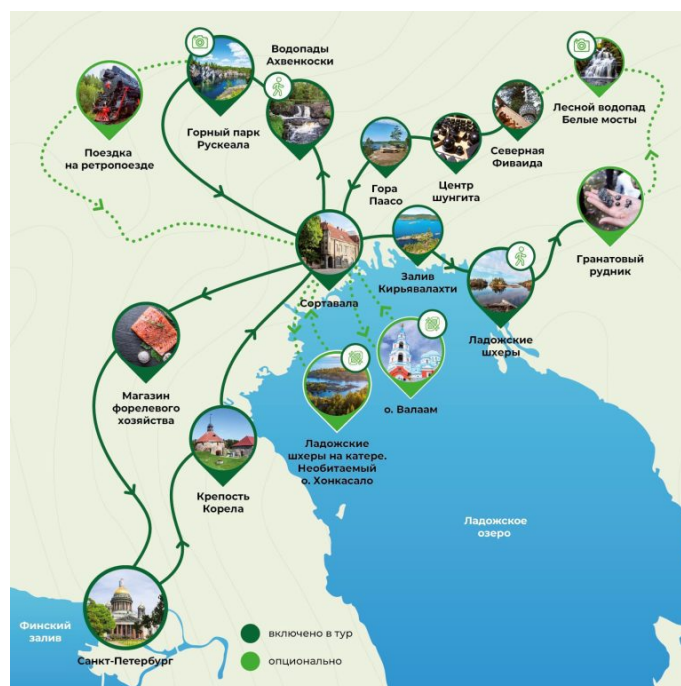 Водопады
Ахвенкоски
Горный парк
Рускеала
Поездка
на ретропоезде
Лесной водопад
Белые мосты
Северная
Фиваида
Центр
шунгита
Гора
Паасо
Гранатовый
рудник
Сортавала
Залив
Кирьявалахти
Ладожские
шхеры
Магазин
форелевого
хозяйства
о. Валаам
Ладожские
шхеры на катере.
Необитаемый
о. Хонкасало
Крепость
Корела
Ладожское
озеро
Финский
залив
Санкт-Петербург
включено в тур
опционально